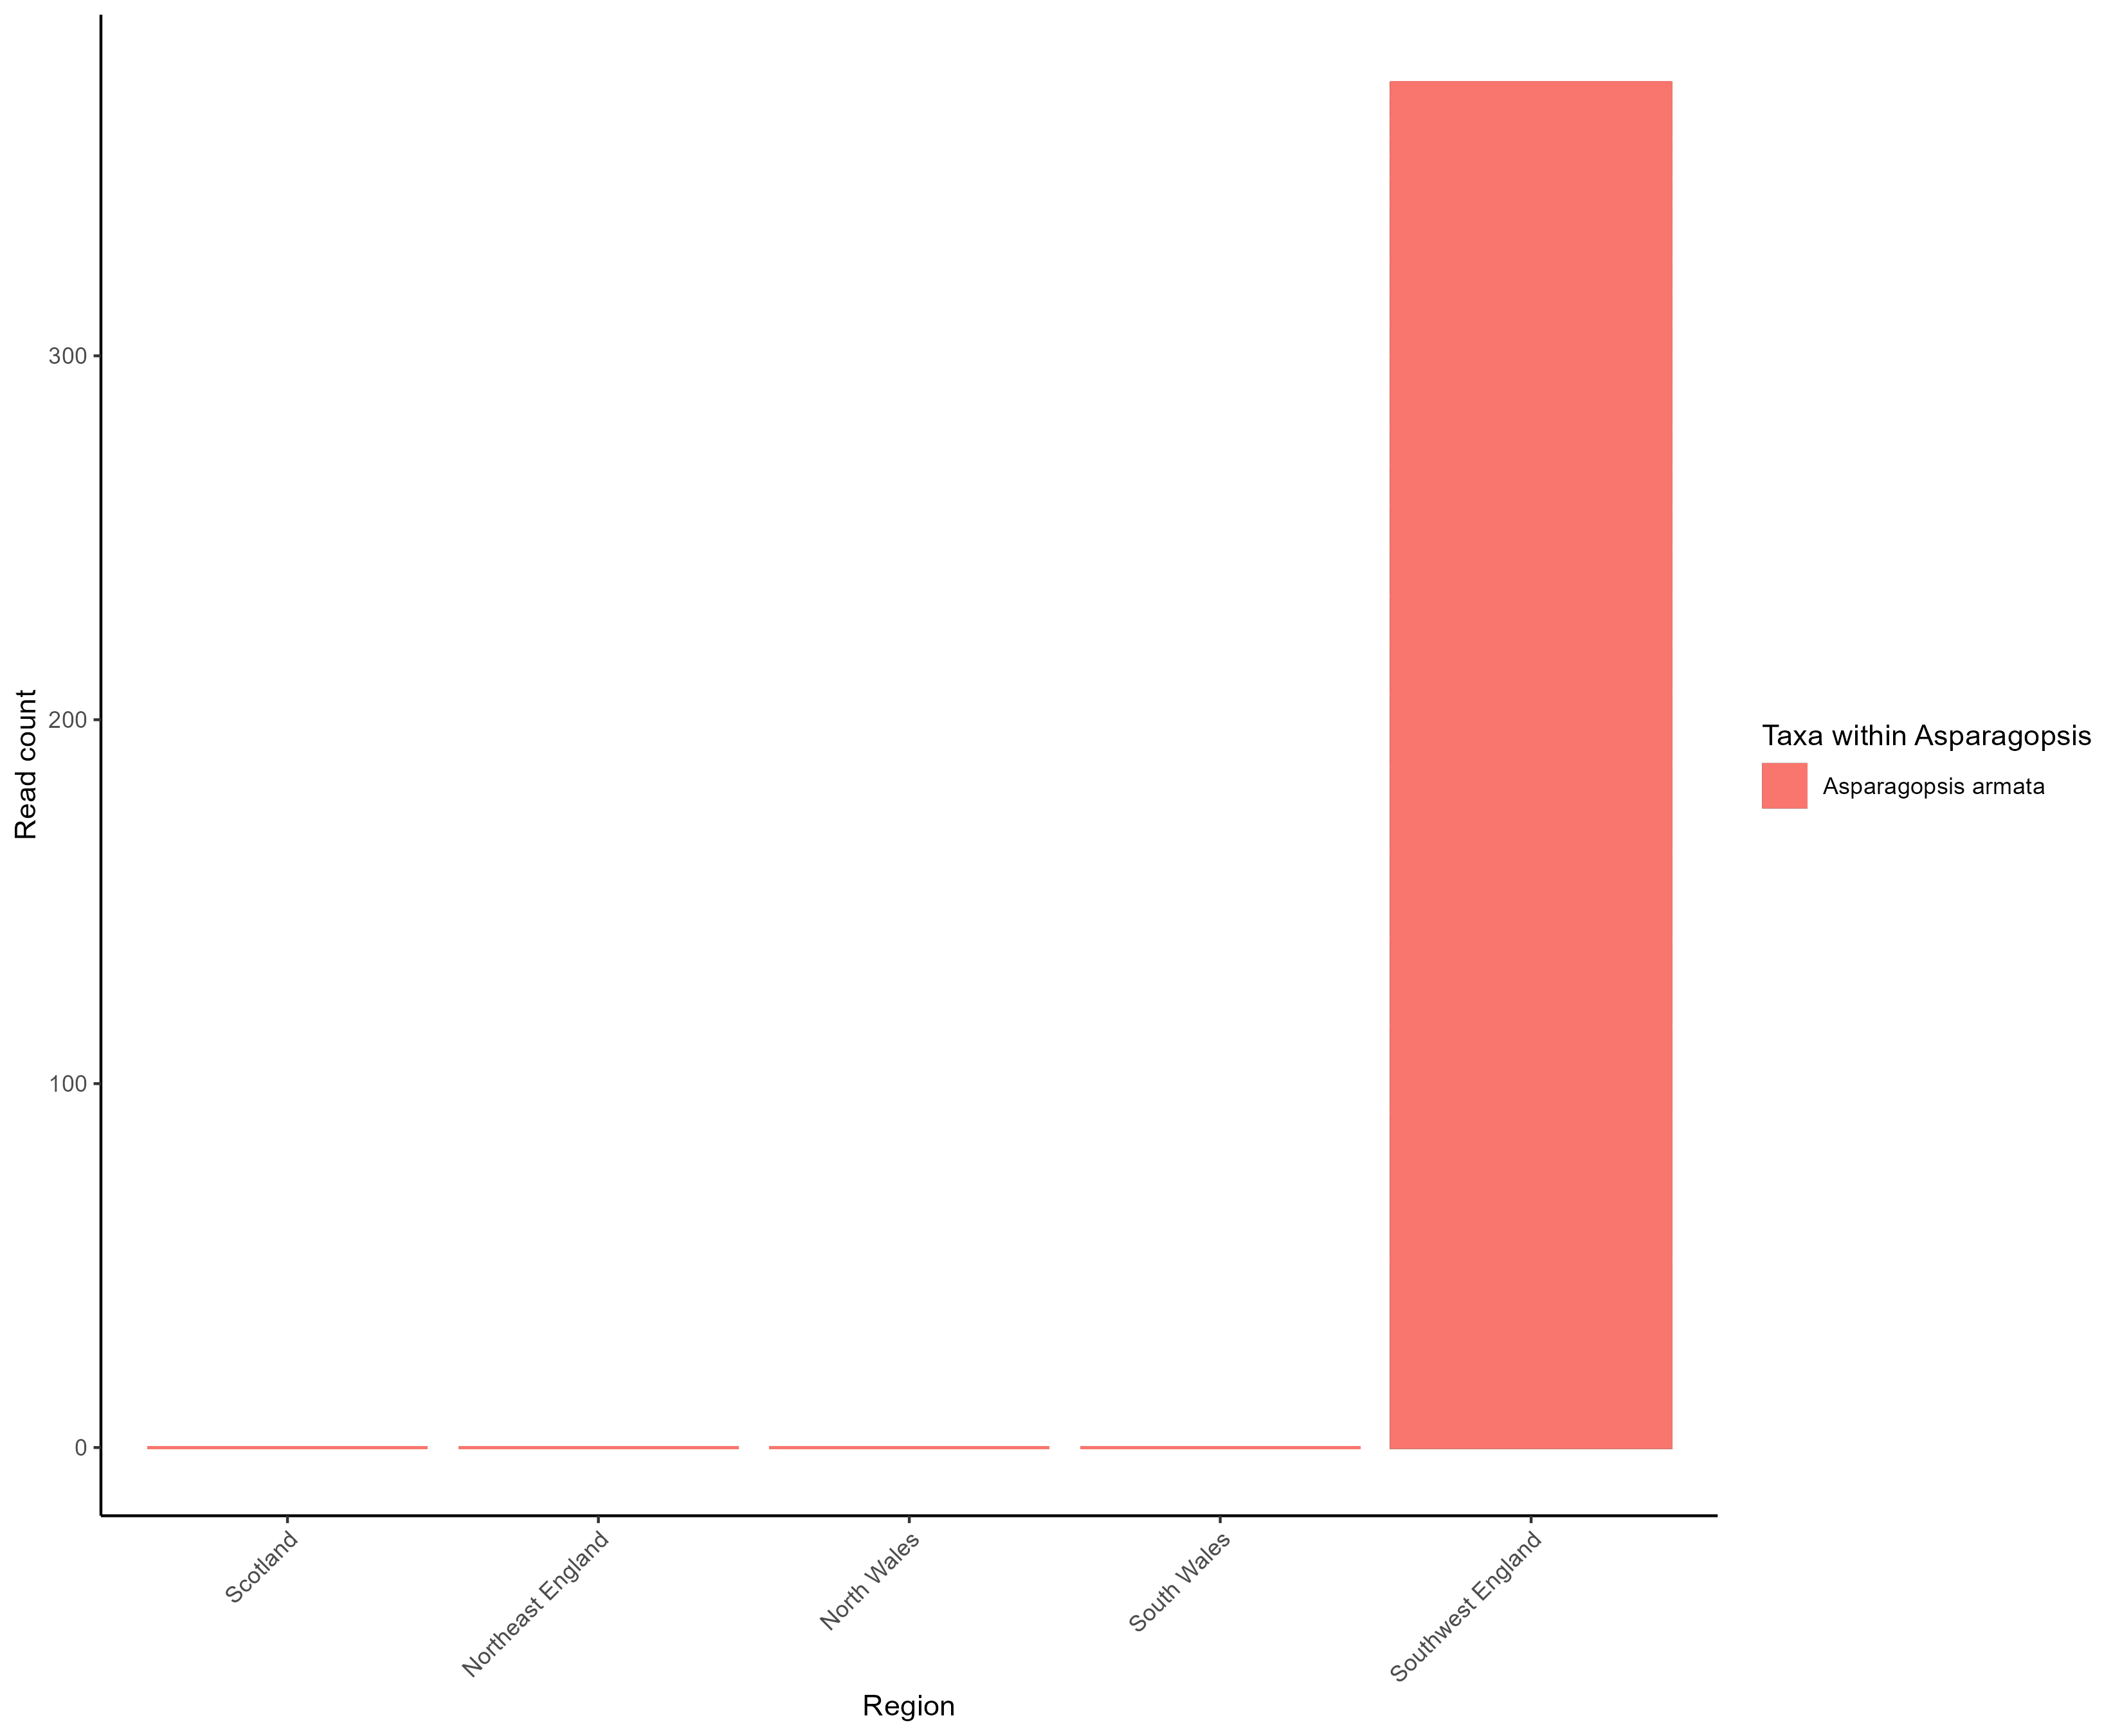 Read count
300
200
100
0
Scotland
Northeast England
North Wales
South Wales
Southwest England
Region
Taxa within Asparagopsis
Asparagopsis armata